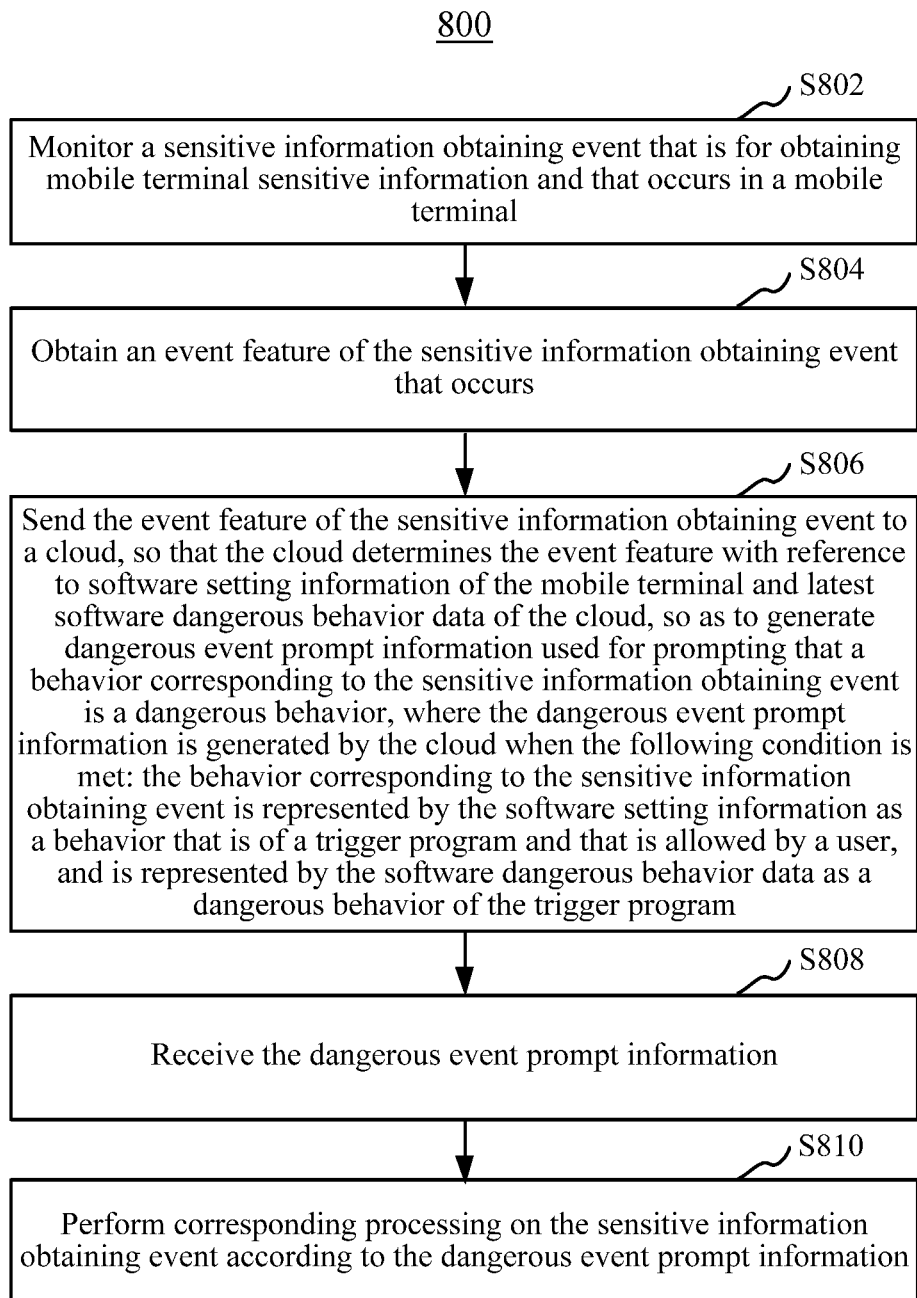 800
S802
Monitor a sensitive information obtaining event that is for obtaining
mobile terminal sensitive information and that occurs in a mobile
terminal
S804
Obtain an event feature of the sensitive information obtaining event
that occurs
S806
Send the event feature of the sensitive information obtaining event to
a cloud, so that the cloud determines the event feature with reference
to software setting information of the mobile terminal and latest
software dangerous behavior data of the cloud, so as to generate
dangerous event prompt information used for prompting that a
behavior corresponding to the sensitive information obtaining event
is a dangerous behavior, where the dangerous event prompt
information is generated by the cloud when the following condition is
met: the behavior corresponding to the sensitive information
obtaining event is represented by the software setting information as
a behavior that is of a trigger program and that is allowed by a user,
and is represented by the software dangerous behavior data as a
dangerous behavior of the trigger program
S808
Receive the dangerous event prompt information
S810
Perform corresponding processing on the sensitive information
obtaining event according to the dangerous event prompt information